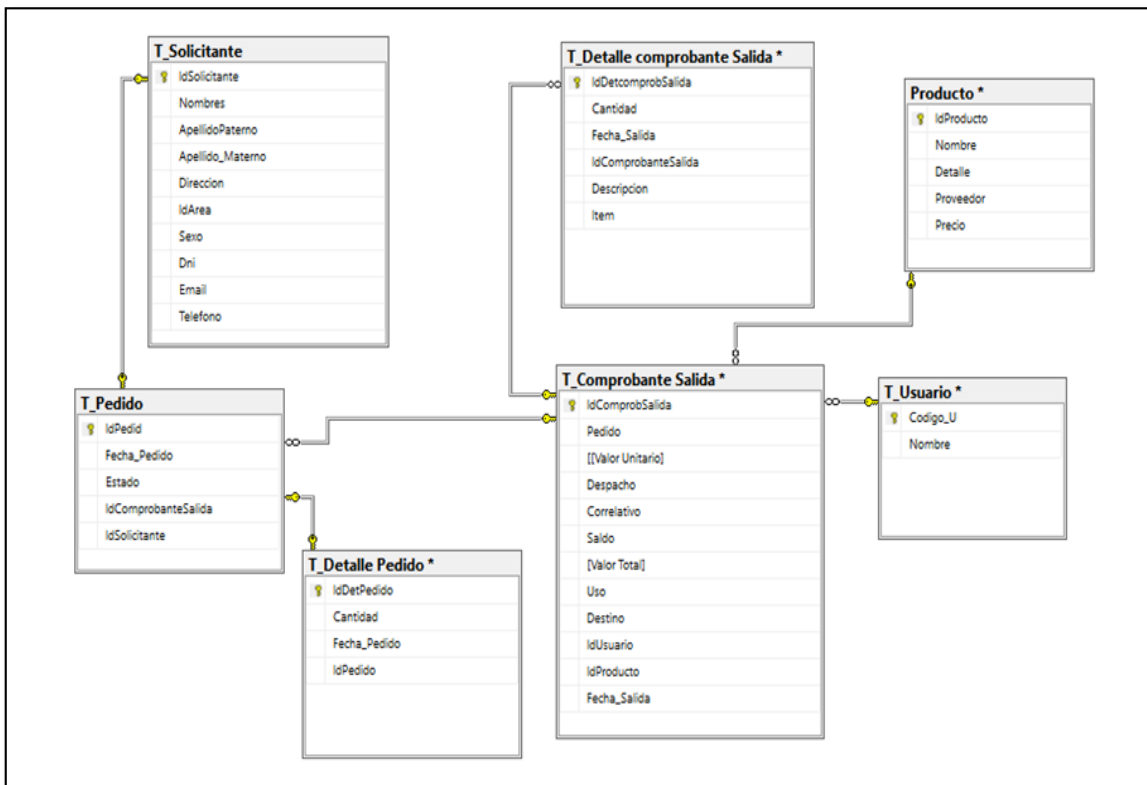 T_Solicitante
IdSolicitante
Nombres
ApellidoPaterno
Apellido_Materno
Direccion
IdArea
Sexo
Dni
Email
Telefono
T_Detalle comprobante Salida *
IdDetcomprobSalida
Cantidad
Fecha_Salida
IdComprobanteSalida
Descripcion
Item
Producto *
IdProducto
Nombre
Detalle
Proveedor
Precio
T_Pedido
IdPedid
Fecha_Pedido
Estado
IdComprobanteSalida
IdSolicitante
T_Detalle Pedido *
IdDetPedido
Cantidad
Fecha_Pedido
IdPedido
T_Comprobante Salida *
IdComprobSalida
Pedido
[[Valor Unitario]
Despacho
Correlativo
Saldo
[Valor Total]
Uso
Destino
IdUsuario
IdProducto
Fecha_Salida
T_Usuario *
Codigo_U
Nombre